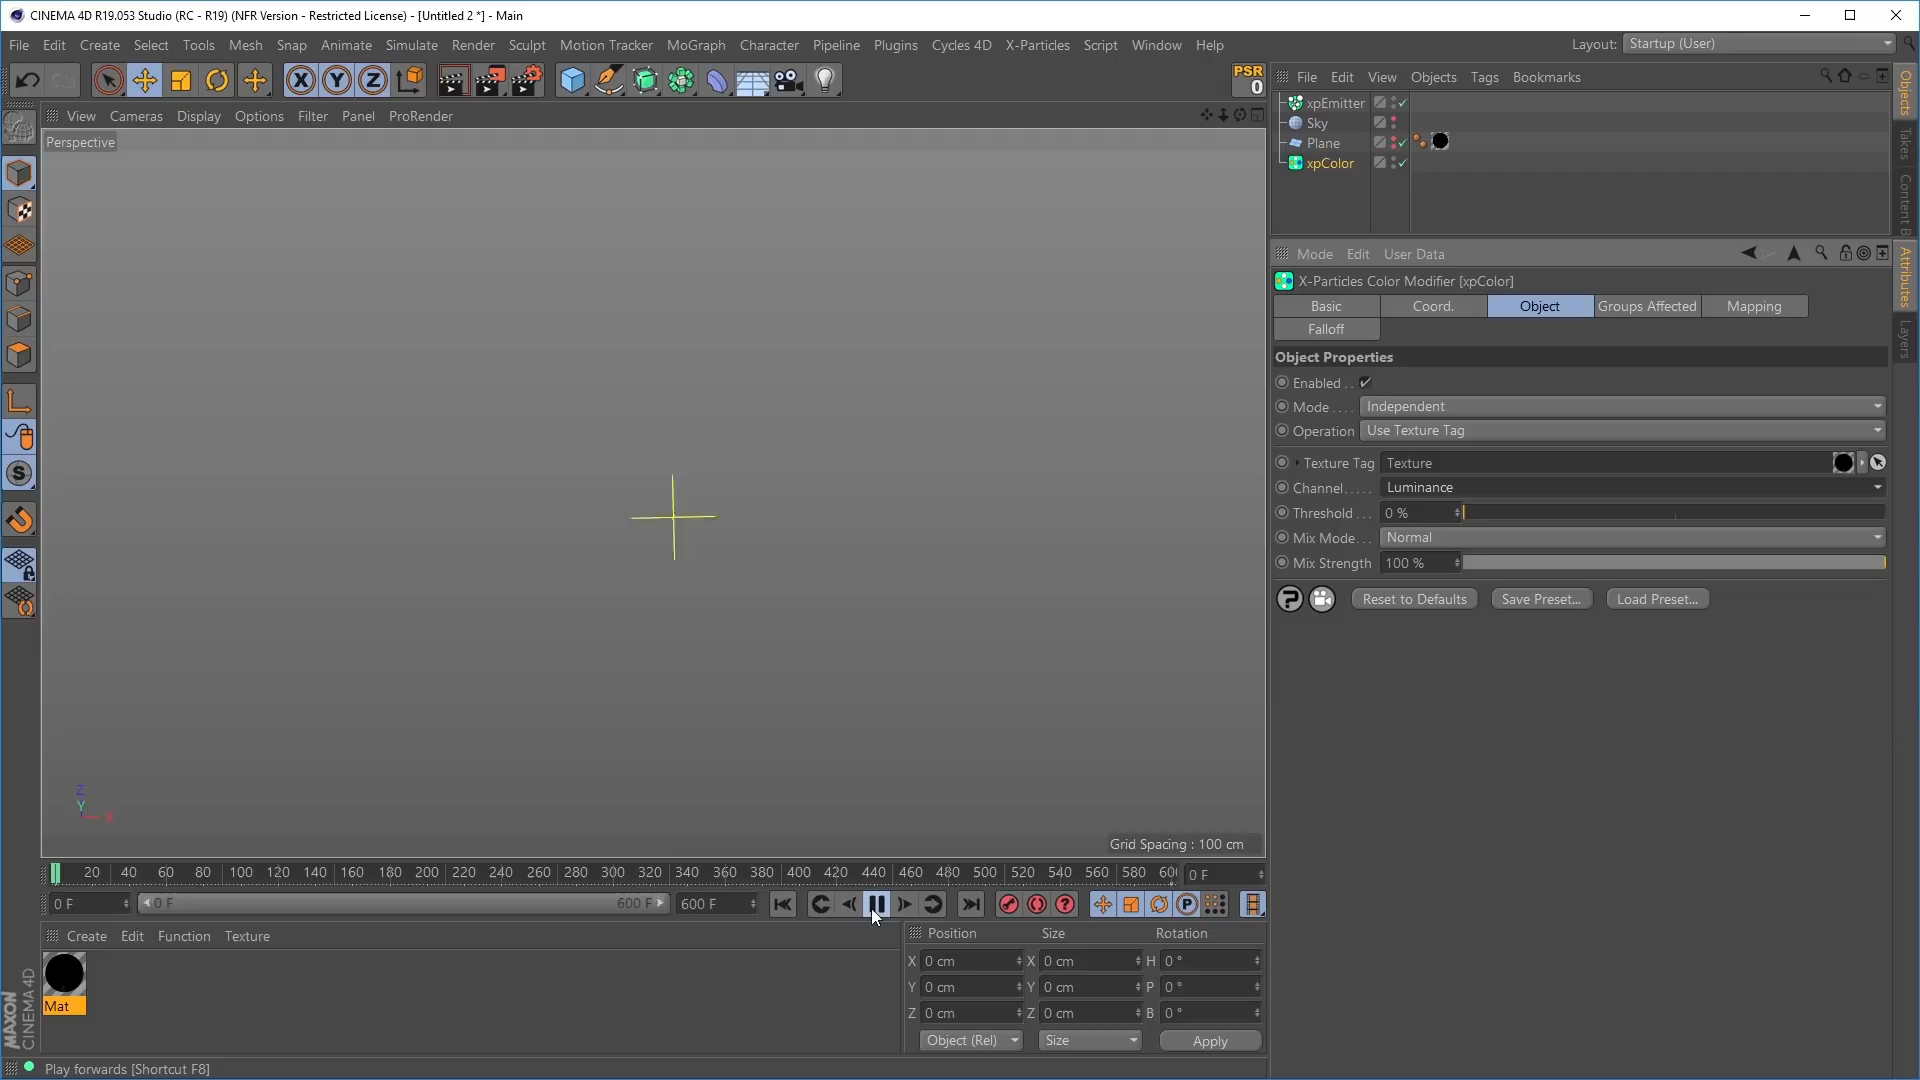 CINEMA 4D R19.053 Studio (RC - R19) (NFR Version - Restricted License) - [Untitled 2 *] - Main
File Edit Create Select Tools Mesh Snap Animate Simulate Render Sculpt Motion Tracker MoGraph Character Pipeline Plugins Cycles 4D X-Particles Script Window Help
Layout: Startup (User)
X Y Z
PSR
0
File Edit View Objects Tags Bookmarks
View Cameras Display Options Filter Panel ProRender
Perspective
xpEmitter
Sky
Plane
xpColor
Objects
Takes
Content B
Attributes
Layers
Mode Edit User Data
X-Particles Color Modifier [xpColor]
Basic Coord. Object Groups Affected Mapping
Falloff
Object Properties
Enabled . .
Mode . . . . Independent
Operation Use Texture Tag
Texture Tag Texture
Channel. . . . . Luminance
Threshold . . . 0 %
Mix Mode. . . Normal
Mix Strength 100 %
Reset to Defaults Save Preset... Load Preset...
Z
Y
X
Grid Spacing : 100 cm
20 40 60 80 100 120 140 160 180 200 220 240 260 280 300 320 340 360 380 400 420 440 460 480 500 520 540 560 580 60 0 F
0 F 0 F 600 F 600 F
Create Edit Function Texture
Mat
Position Size Rotation
X 0 cm X 0 cm H 0 °
Y 0 cm Y 0 cm P 0 °
Z 0 cm Z 0 cm B 0 °
Object (Rel) Size Apply
MAXON
CINEMA 4D
Play forwards [Shortcut F8]